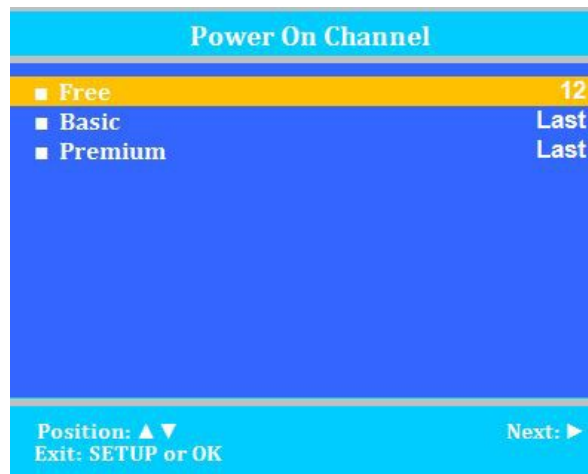 Power On Channel
■ Free 12
■ Basic Last
■ Premium Last
Position: ▲ ▼ Next: ►
Exit: SETUP or OK